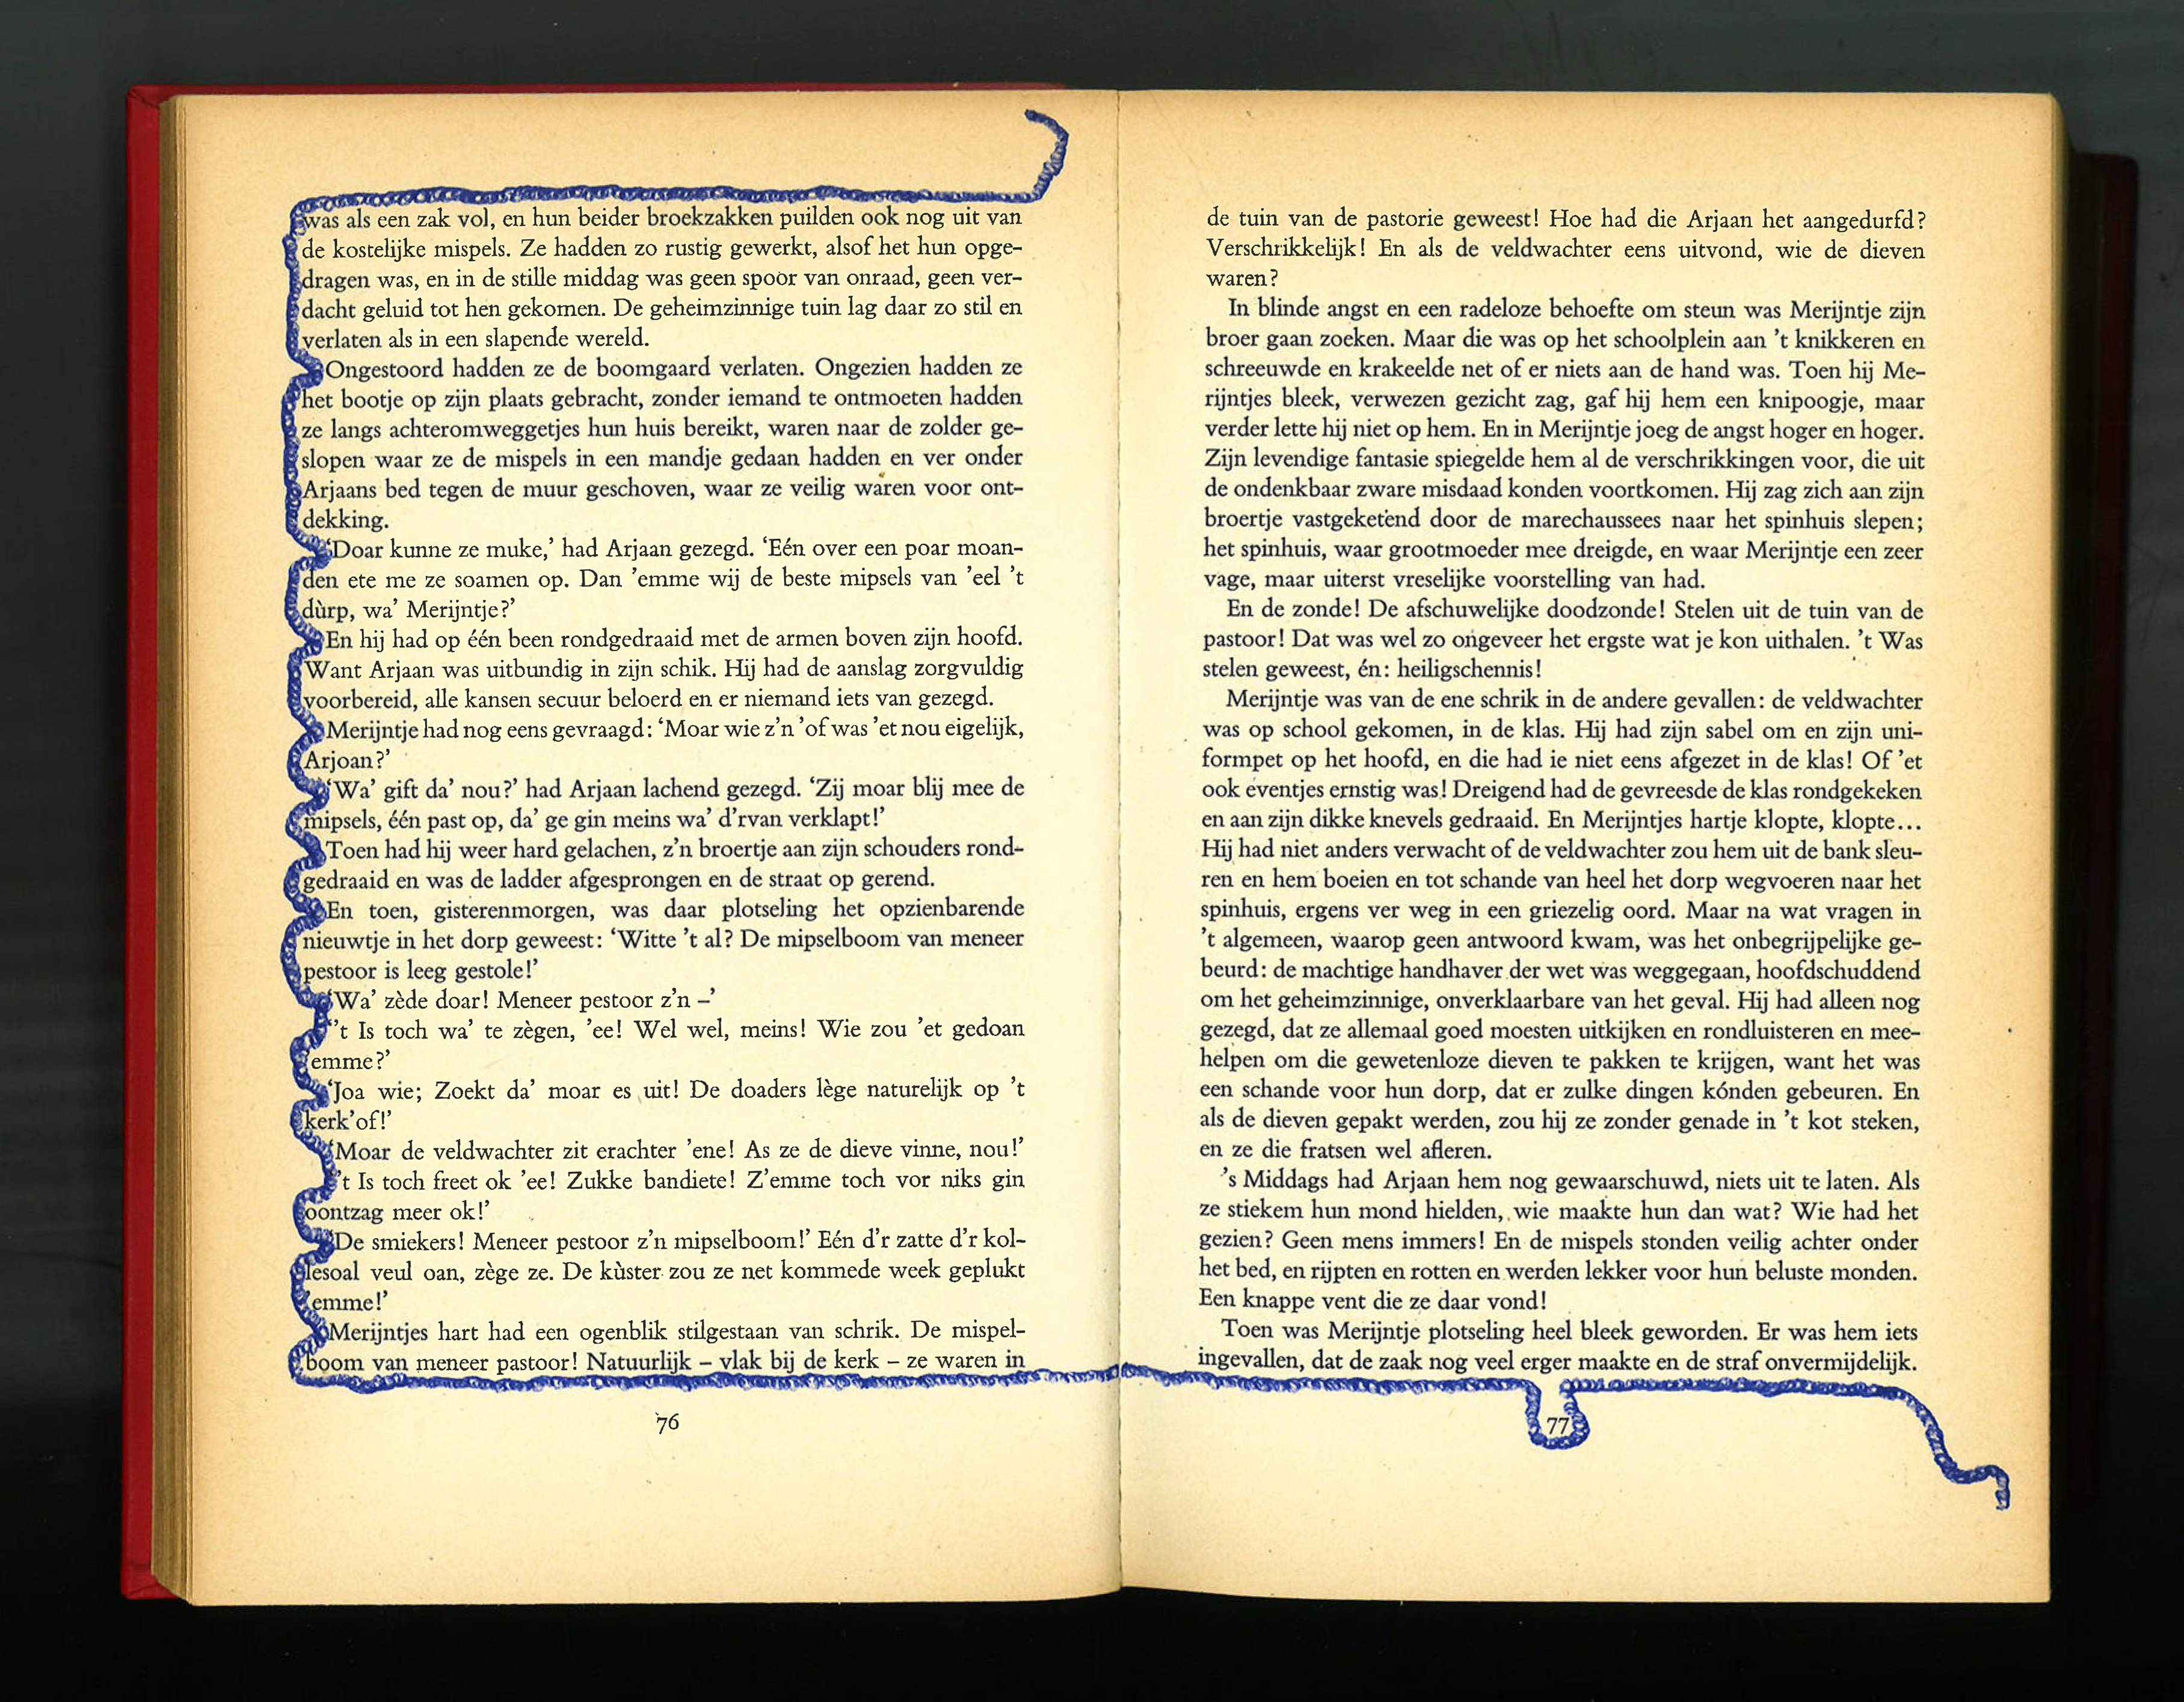 was als een zak vol, en hun beider broekzakken puilden ook nog uit van
de kostelijke mispels. Ze hadden zo rustig gewerkt, alsof het hun opge-
dragen was, en in de stille middag was geen spoor van onraad, geen ver-
dacht geluid tot hen gekomen. De geheimzinnige tuin lag daar zo stil en
verlaten als in een slapende wereld.
Ongestoord hadden ze de boomgaard verlaten. Ongezien hadden ze
het bootje op zijn plaats gebracht, zonder iemand te ontmoeten hadden
ze langs achteromweggetjes hun huis bereikt, waren naar de zolder ge-
slopen waar ze de mispels in een mandje gedaan hadden en ver onder
Arjaans bed tegen de muur geschoven, waar ze veilig waren voor ont-
dekking.
‘Doar kunne ze muke,’ had Arjaan gezegd. ‘Eén over een poar moan-
den ete me ze soamen op. Dan ’emme wij de beste mipsels van ’eel ’t
dùrp, wa’ Merijntje?’
En hij had op één been rondgedraaid met de armen boven zijn hoofd.
Want Arjaan was uitbundig in zijn schik. Hij had de aanslag zorgvuldig
voorbereid, alle kansen secuur beloerd en er niemand iets van gezegd.
Merijntje had nog eens gevraagd: ‘Moar wie z’n ’of was ’et nou eigelijk,
Arjoan?’
‘Wa’ gift da’ nou?’ had Arjaan lachend gezegd. ‘Zij moar blij mee de
mipsels, één past op, da’ ge gin meins wa’ d’rvan verklapt!’
Toen had hij weer hard gelachen, z’n broertje aan zijn schouders rond-
gedraaid en was de ladder afgesprongen en de straat op gerend.
En toen, gisterenmorgen, was daar plotseling het opzienbarende
nieuwtje in het dorp geweest: ‘Witte ’t al? De mipselboom van meneer
pestoor is leeg gestole!’
‘Wa’ zède doar! Meneer pestoor z’n –’
‘’t Is toch wa’ te zègen, ’ee! Wel wel, meins! Wie zou ’et gedoan
’emme?’
‘Joa wie; Zoekt da’ moar es uit! De doaders lège naturelijk op ’t
kerk’of!’
‘Moar de veldwachter zit erachter ’ene! As ze de dieve vinne, nou!’
’t Is toch freet ok ’ee! Zukke bandiete! Z’emme toch vor niks gin
oontzag meer ok!’
‘De smiekers! Meneer pestoor z’n mipselboom!’ Eén d’r zatte d’r kol-
lesoal veul oan, zège ze. De kùster zou ze net kommede week geplukt
’emme!’
Merijntjes hart had een ogenblik stilgestaan van schrik. De mispel-
boom van meneer pastoor! Natuurlijk – vlak bij de kerk – ze waren in
76
de tuin van de pastorie geweest! Hoe had die Arjaan het aangedurfd?
Verschrikkelijk! En als de veldwachter eens uitvond, wie de dieven
waren?
In blinde angst en een radeloze behoefte om steun was Merijntje zijn
broer gaan zoeken. Maar die was op het schoolplein aan ’t knikkeren en
schreeuwde en krakeelde net of er niets aan de hand was. Toen hij Me-
rijntjes bleek, verwezen gezicht zag, gaf hij hem een knipoogje, maar
verder lette hij niet op hem. En in Merijntje joeg de angst hoger en hoger.
Zijn levendige fantasie spiegelde hem al de verschrikkingen voor, die uit
de ondenkbaar zware misdaad konden voortkomen. Hij zag zich aan zijn
broertje vastgeketend door de marechaussees naar het spinhuis slepen;
het spinhuis, waar grootmoeder mee dreigde, en waar Merijntje een zeer
vage, maar uiterst vreselijke voorstelling van had.
En de zonde! De afschuwelijke doodzonde! Stelen uit de tuin van de
pastoor! Dat was wel zo ongeveer het ergste wat je kon uithalen. ’t Was
stelen geweest, én: heiligschennis!
Merijntje was van de ene schrik in de andere gevallen: de veldwachter
was op school gekomen, in de klas. Hij had zijn sabel om en zijn uni-
formpet op het hoofd, en die had ie niet eens afgezet in de klas! Of ’et
ook eventjes ernstig was! Dreigend had de gevreesde de klas rondgekeken
en aan zijn dikke knevels gedraaid. En Merijntjes hartje klopte, klopte...
Hij had niet anders verwacht of de veldwachter zou hem uit de bank sleu-
ren en hem boeien en tot schande van heel het dorp wegvoeren naar het
spinhuis, ergens ver weg in een griezelig oord. Maar na wat vragen in
’t algemeen, waarop geen antwoord kwam, was het onbegrijpelijke ge-
beurd: de machtige handhaver der wet was weggegaan, hoofdschuddend
om het geheimzinnige, onverklaarbare van het geval. Hij had alleen nog
gezegd, dat ze allemaal goed moesten uitkijken en rondluisteren en mee-
helpen om die gewetenloze dieven te pakken te krijgen, want het was
een schande voor hun dorp, dat er zulke dingen kónden gebeuren. En
als de dieven gepakt werden, zou hij ze zonder genade in ’t kot steken,
en ze die fratsen wel afleren.
’s Middags had Arjaan hem nog gewaarschuwd, niets uit te laten. Als
ze stiekem hun mond hielden, wie maakte hun dan wat? Wie had het
gezien? Geen mens immers! En de mispels stonden veilig achter onder
het bed, en rijpten en rotten en werden lekker voor hun beluste monden.
Een knappe vent die ze daar vond!
Toen was Merijntje plotseling heel bleek geworden. Er was hem iets
ingevallen, dat de zaak nog veel erger maakte en de straf onvermijdelijk.
77